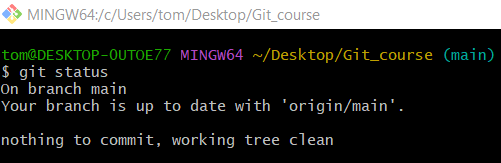 MINGW64:/c/Users/tom/Desktop/Git_course
tom@DESKTOP-OUTOE77 MINGW64 ~/Desktop/Git_course (main)
$ git status
On branch main
Your branch is up to date with 'origin/main'.
nothing to commit, working tree clean